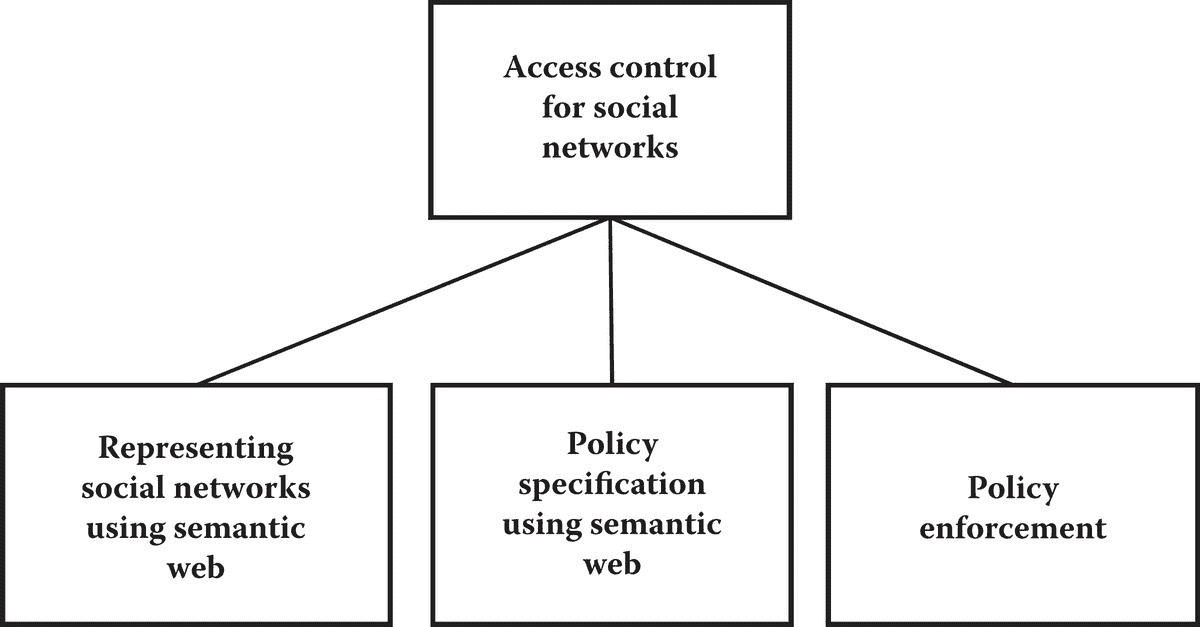 Access control
for social
networks
Representing
social networks
using semantic
web
Policy
specification
using semantic
web
Policy
enforcement